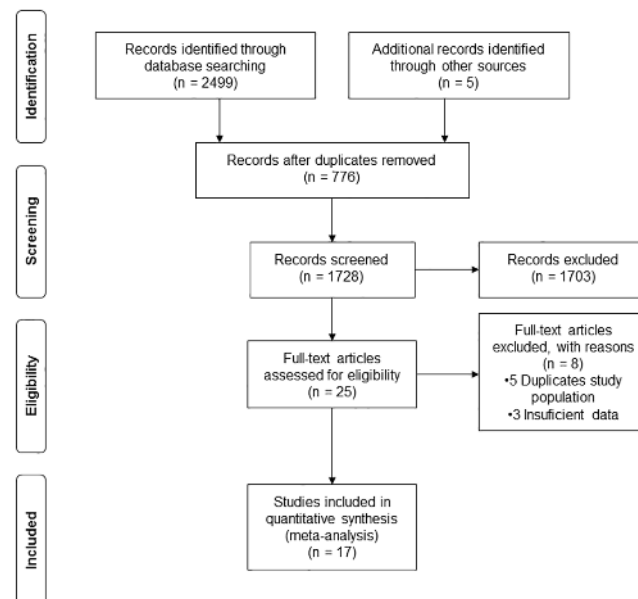 Identification
Records identified through
database searching
(n = 2499)
Additional records identified
through other sources
(n = 5)
Records after duplicates removed
(n = 776)
Screening
Records screened
(n = 1728)
Records excluded
(n = 1703)
Eligibility
Full-text articles
assessed for eligibility
(n = 25)
Full-text articles
excluded, with reasons
(n = 8)
•5 Duplicates study
population
•3 Insufficient data
Included
Studies included in
quantitative synthesis
(meta-analysis)
(n = 17)